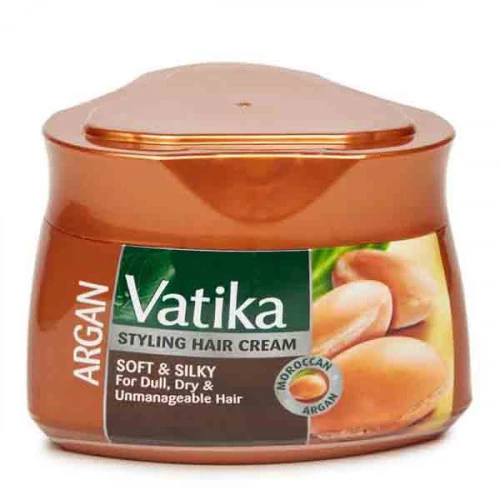 ARGAN
Vatika
STYLING HAIR CREAM
SOFT & SILKY
For Dull, Dry &
Unmanageable Hair
MOROCCAN
ARGAN